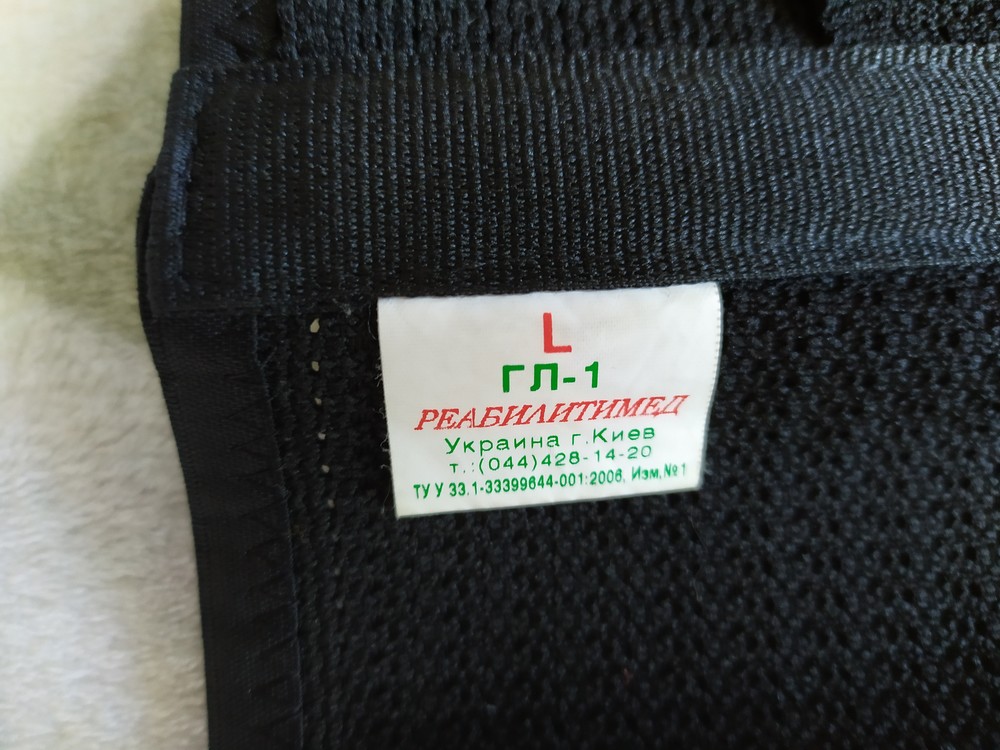 L
ГЛ-1
РЕАБИЛИТИМЕД
Украина г.Киев
т.:(044)428-14-20
ТУ У 33.1-33399644-001:2006, Изм.№1